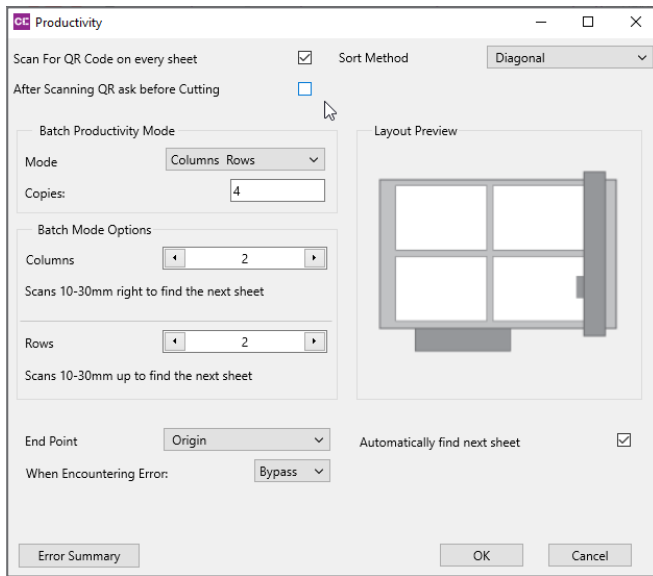 CE Productivity
Scan For QR Code on every sheet
Sort Method Diagonal
After Scanning QR ask before Cutting
Batch Productivity Mode
Mode Columns Rows
Copies: 4
Layout Preview
Batch Mode Options
Columns 2
Scans 10-30mm right to find the next sheet
Rows 2
Scans 10-30mm up to find the next sheet
End Point Origin
Automatically find next sheet
When Encountering Error: Bypass
Error Summary
OK
Cancel